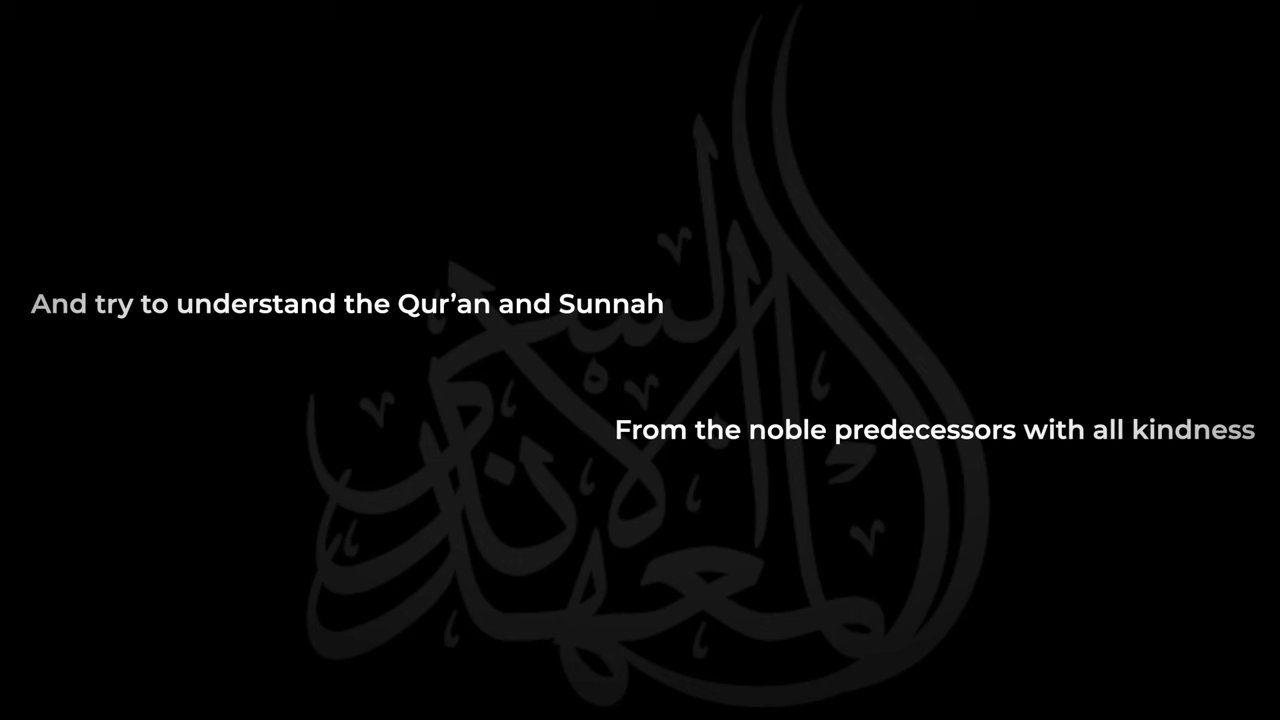 And try to understand the Qur’an and Sunnah
From the noble predecessors with all kindness